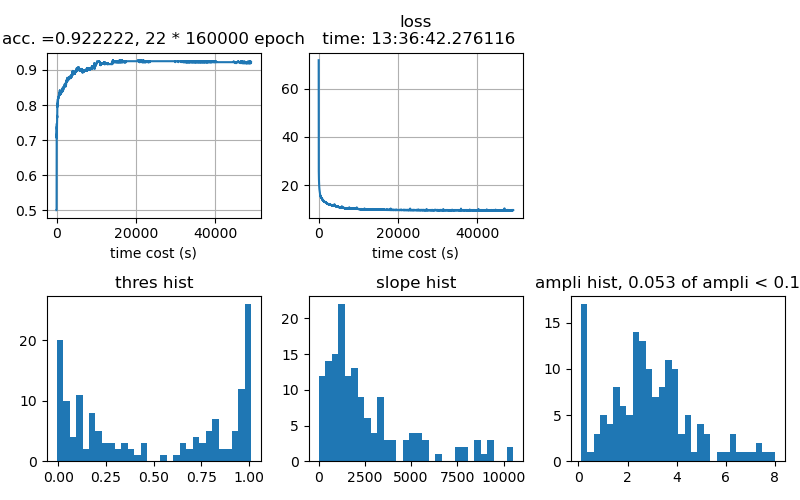 acc. =0.922222, 22 * 160000 epoch
loss
time: 13:36:42.276116
0.9
0.8
0.7
0.6
0.5
0 20000 40000
time cost (s)
60
40
20
0 20000 40000
time cost (s)
thres hist
20
10
0
0.00 0.25 0.50 0.75 1.00
slope hist
20
15
10
5
0
0 2500 5000 7500 10000
ampli hist, 0.053 of ampli < 0.1
15
10
5
0
0 2 4 6 8